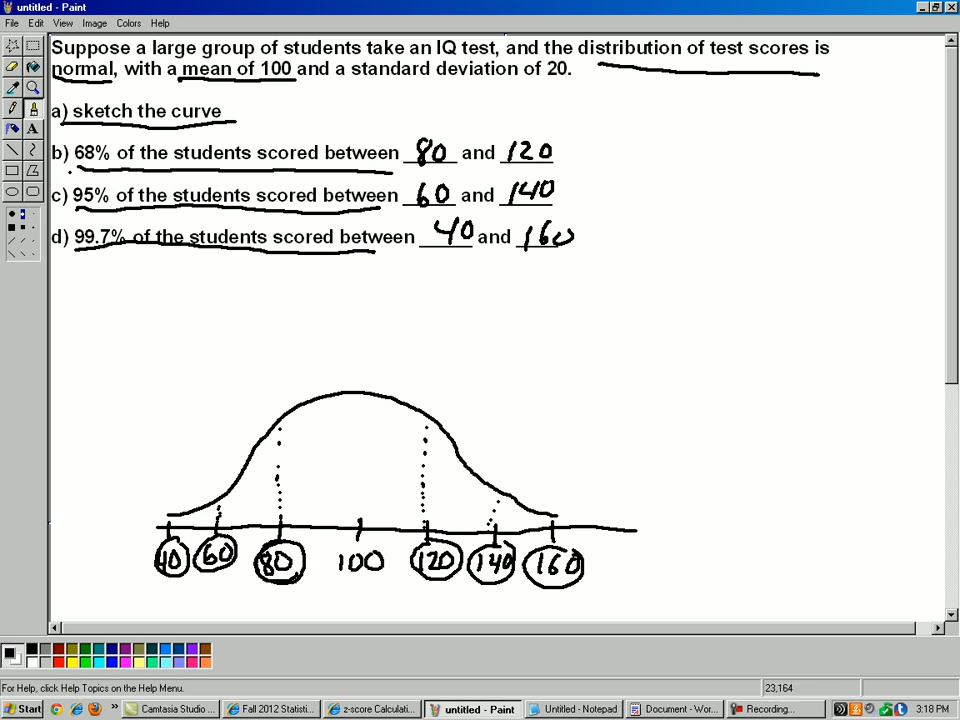 untitled - Paint
File Edit View Image Colors Help
Suppose a large group of students take an IQ test, and the distribution of test scores is
normal, with a mean of 100 and a standard deviation of 20.
a) sketch the curve
b) 68% of the students scored between 80 and 120
c) 95% of the students scored between 60 and 140
d) 99.7% of the students scored between 40 and 160
40 60 80 100 120 140 160
For Help, click Help Topics on the Help Menu. 23,164
Start Camtasia Studio ... Fall 2012 Statisti... z-score Calculati... untitled - Paint Untitled - Notepad Document - Wor... Recording... 3:18 PM